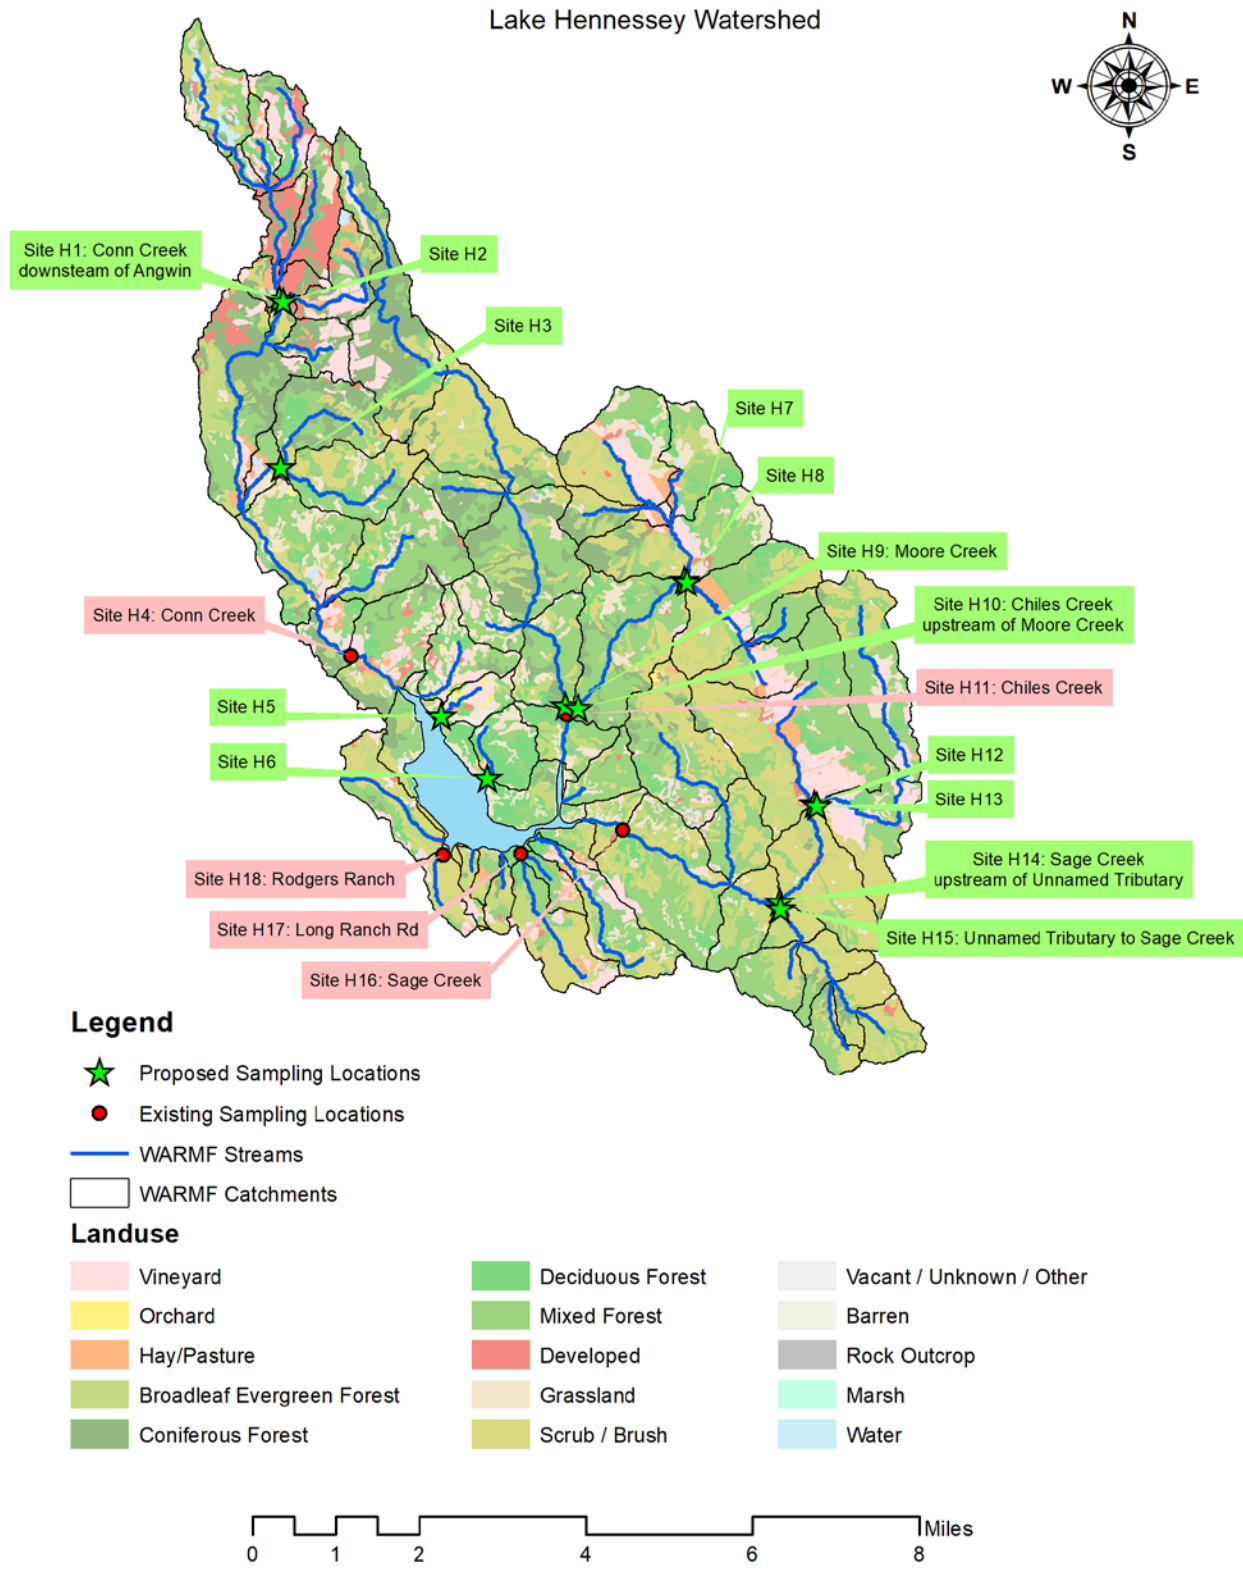 Lake Hennessey Watershed
N
W
E
S
Site H1: Conn Creek
downsteam of Angwin
Site H2
Site H3
Site H7
Site H8
Site H9: Moore Creek
Site H10: Chiles Creek
upstream of Moore Creek
Site H4: Conn Creek
Site H11: Chiles Creek
Site H5
Site H6
Site H12
Site H13
Site H14: Sage Creek
upstream of Unnamed Tributary
Site H18: Rodgers Ranch
Site H17: Long Ranch Rd
Site H15: Unnamed Tributary to Sage Creek
Site H16: Sage Creek
Legend
Proposed Sampling Locations
Existing Sampling Locations
WARMF Streams
WARMF Catchments
Landuse
Vineyard
Orchard
Hay/Pasture
Broadleaf Evergreen Forest
Coniferous Forest
Deciduous Forest
Mixed Forest
Developed
Grassland
Scrub / Brush
Vacant / Unknown / Other
Barren
Rock Outcrop
Marsh
Water
Miles
0 1 2 4 6 8